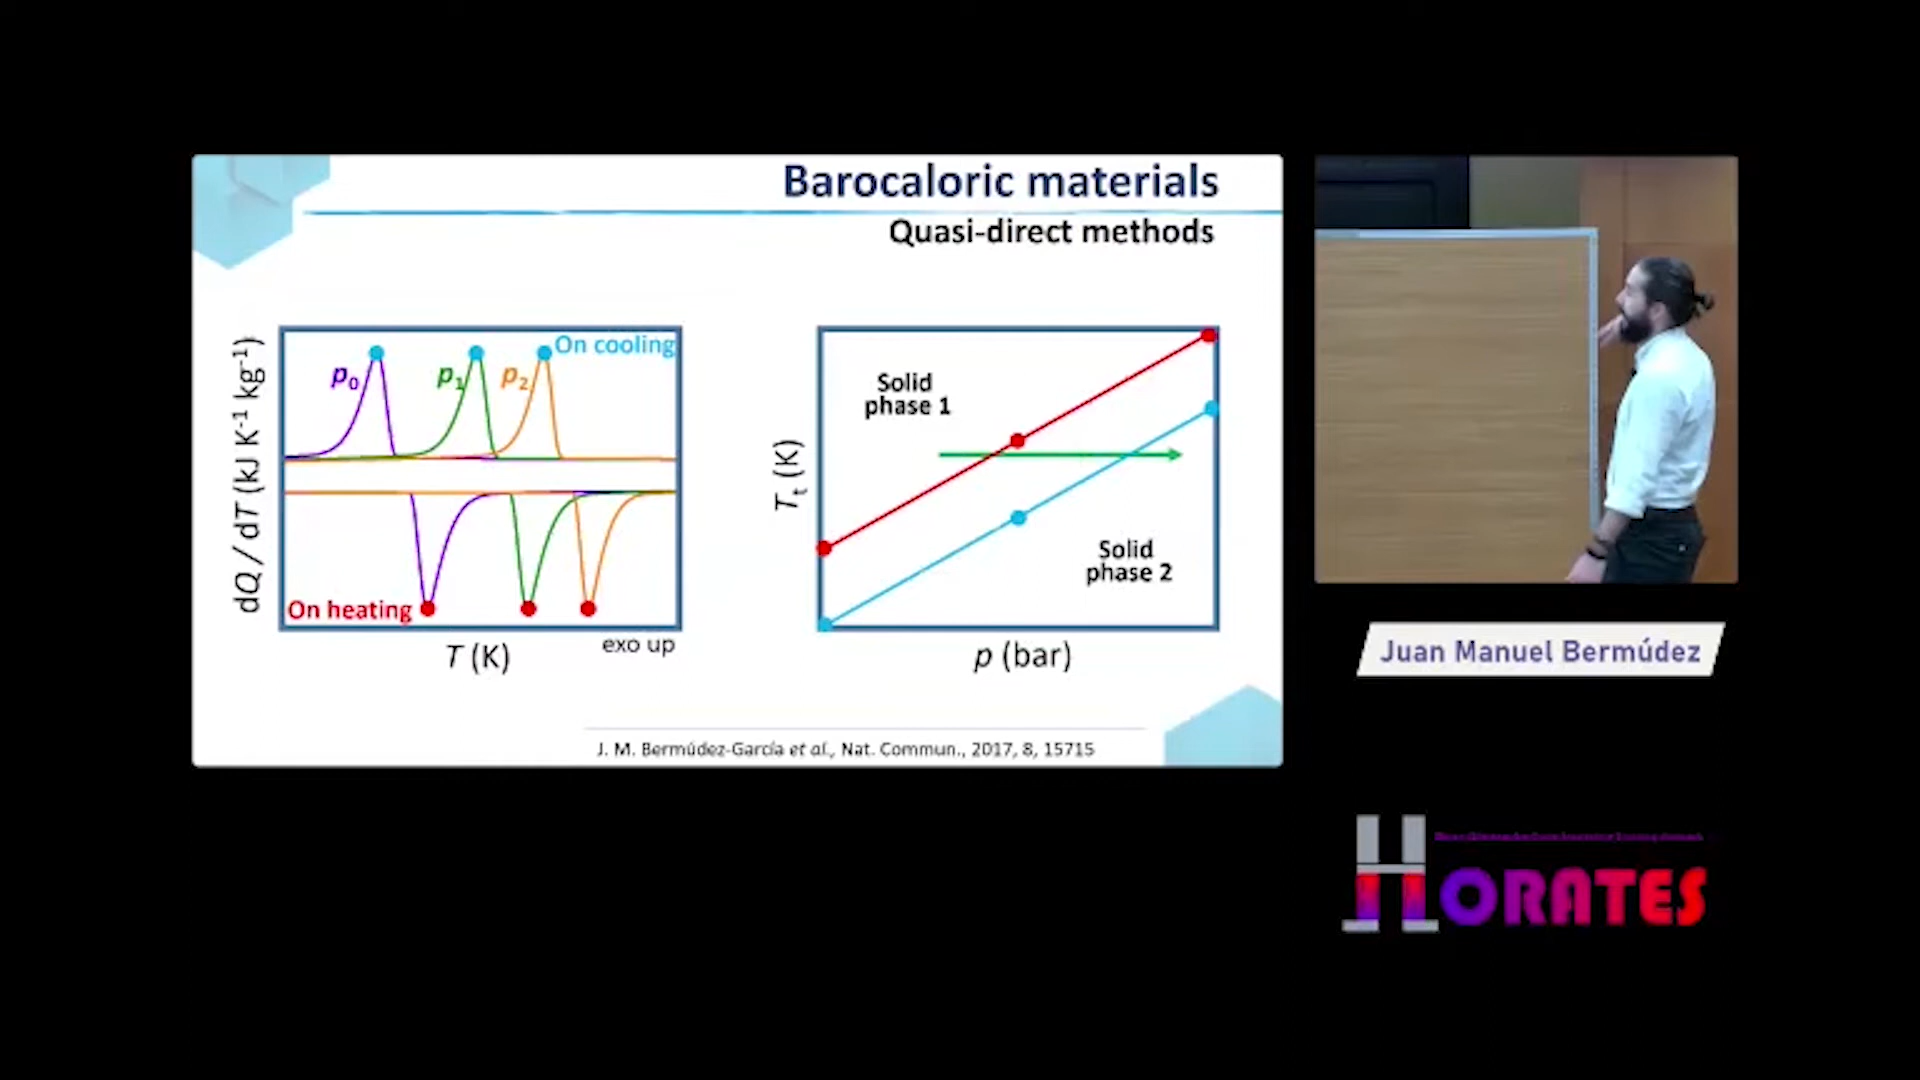 Barocaloric materials
Quasi-direct methods
dQ / dT (kJ K⁻¹ kg⁻¹)
On cooling
p₀
p₁
p₂
On heating
T (K)
exo up
Tₜ (K)
Solid
phase 1
Solid
phase 2
p (bar)
J. M. Bermúdez-García et al., Nat. Commun., 2017, 8, 15715
Juan Manuel Bermúdez
HORATES